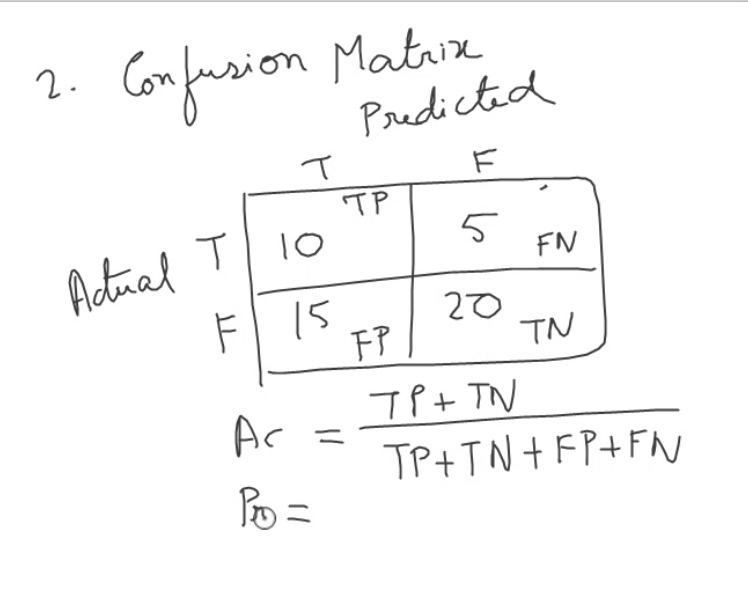 2. Confusion Matrix
Predicted
T F
TP
T 10 5 FN
Actual
F 15 FP 20 TN
Ac = TP + TN
TP+TN+FP+FN
Pr =